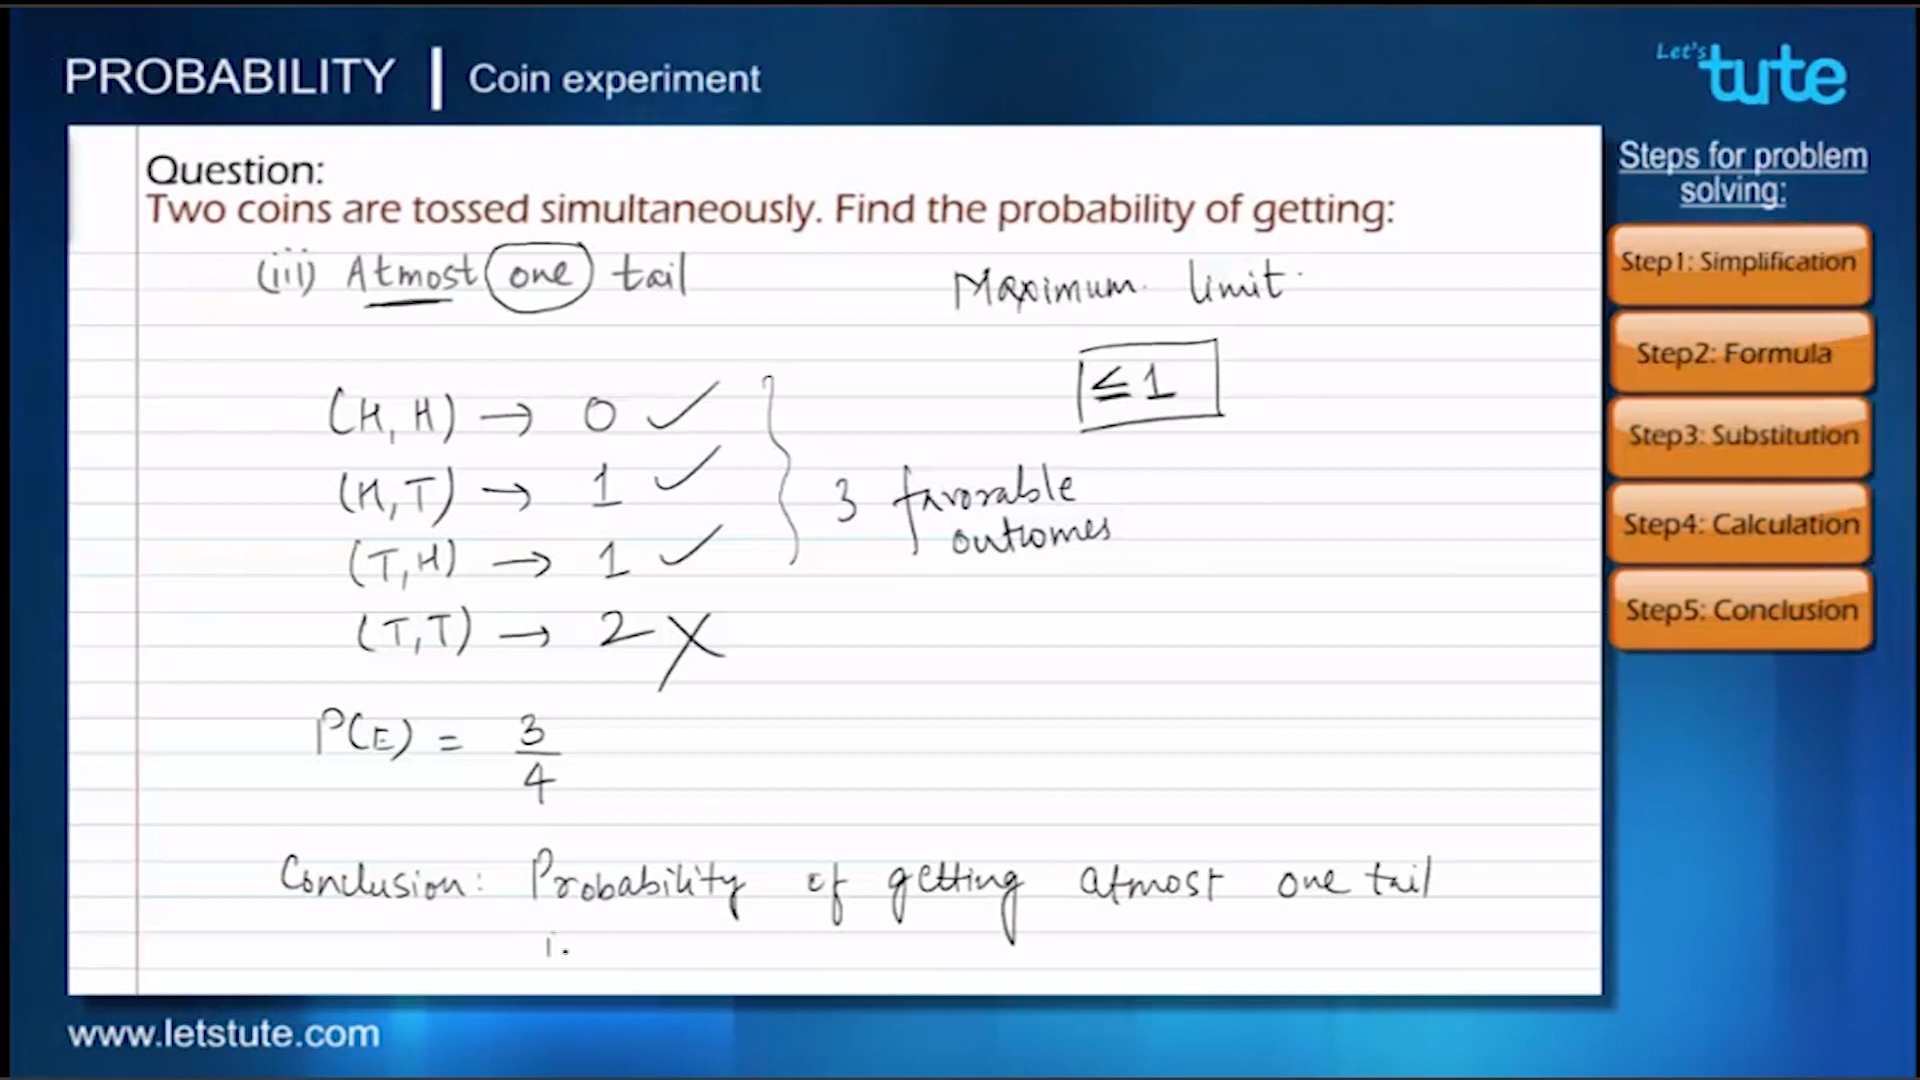 PROBABILITY | Coin experiment
Let's tute
Question:
Two coins are tossed simultaneously. Find the probability of getting:
(iii) Atmost one tail
Maximum limit
≤ 1
(H, H) → 0 ✓
(H, T) → 1 ✓
(T, H) → 1 ✓
(T, T) → 2 X
3 favorable
outcomes
P(E) = 3/4
Conclusion: Probability of getting atmost one tail
i.
Steps for problem
solving:
Step1: Simplification
Step2: Formula
Step3: Substitution
Step4: Calculation
Step5: Conclusion
www.letstute.com